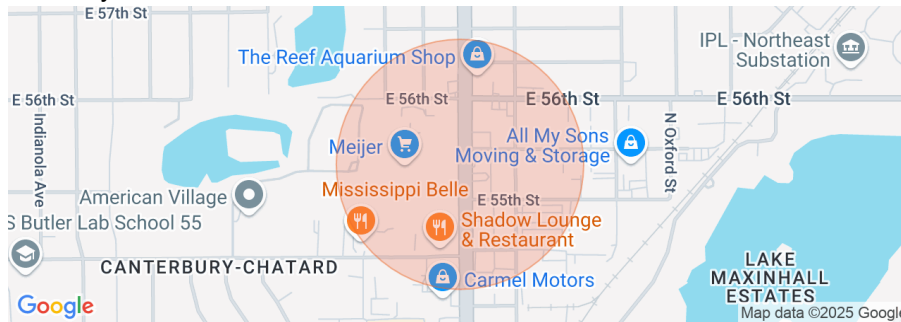 E 57th St
The Reef Aquarium Shop
IPL - Northeast
Substation
E 56th St
E 56th St
E 56th St
E 56th St
Indianola Ave
Meijer
All My Sons
Moving & Storage
N Oxford St
American Village
Mississippi Belle
E 55th St
S Butler Lab School 55
Shadow Lounge
& Restaurant
CANTERBURY-CHATARD
Carmel Motors
LAKE
MAXINHALL
ESTATES
Google
Map data ©2025 Google